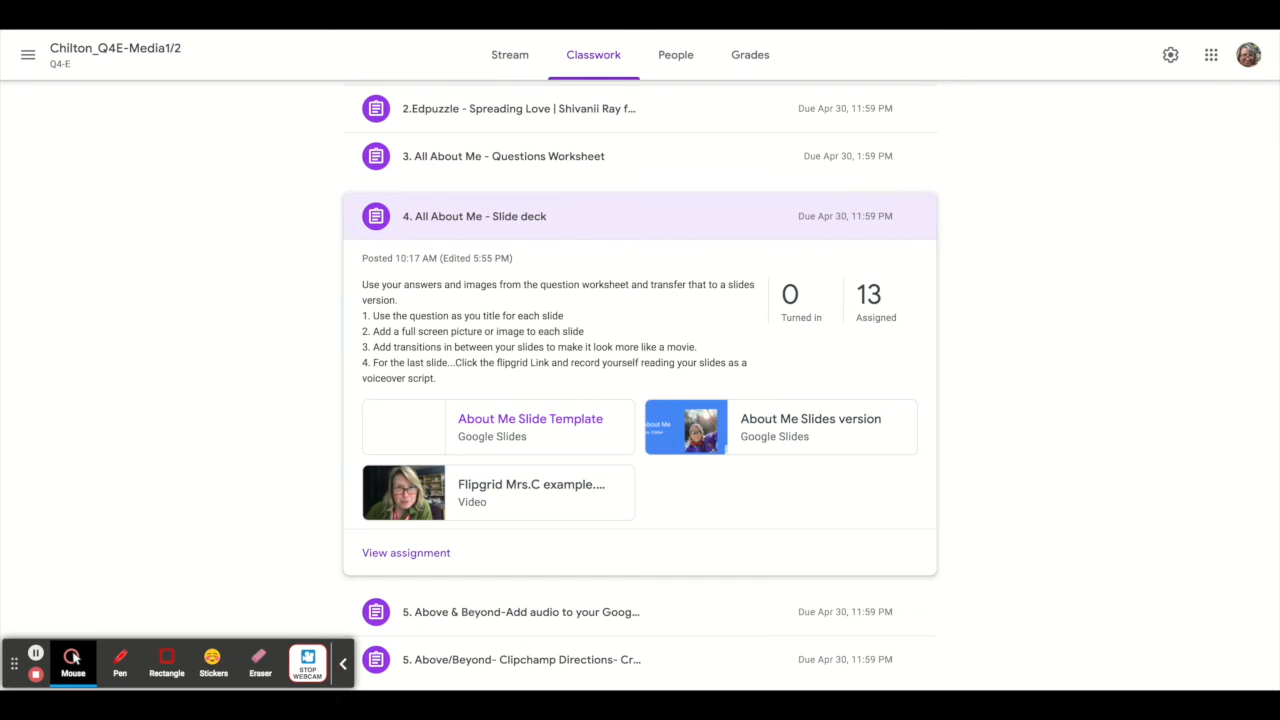 Chilton_Q4E-Media1/2
Q4-E
Stream
Classwork
People
Grades
2.Edpuzzle - Spreading Love | Shivanii Ray f...
Due Apr 30, 11:59 PM
3. All About Me - Questions Worksheet
Due Apr 30, 1:59 PM
4. All About Me - Slide deck
Due Apr 30, 11:59 PM
Posted 10:17 AM (Edited 5:55 PM)
Use your answers and images from the question worksheet and transfer that to a slides
version.
1. Use the question as you title for each slide
2. Add a full screen picture or image to each slide
3. Add transitions in between your slides to make it look more like a movie.
4. For the last slide...Click the flipgrid Link and record yourself reading your slides as a
voiceover script.
0
Turned in
13
Assigned
About Me Slide Template
Google Slides
About Me
About Me Slides version
Google Slides
Flipgrid Mrs.C example....
Video
View assignment
5. Above & Beyond-Add audio to your Goog...
Due Apr 30, 11:59 PM
5. Above/Beyond- Clipchamp Directions- Cr...
Due Apr 30, 11:59 PM
Mouse
Pen
Rectangle
Stickers
Eraser
STOP
WEBCAM